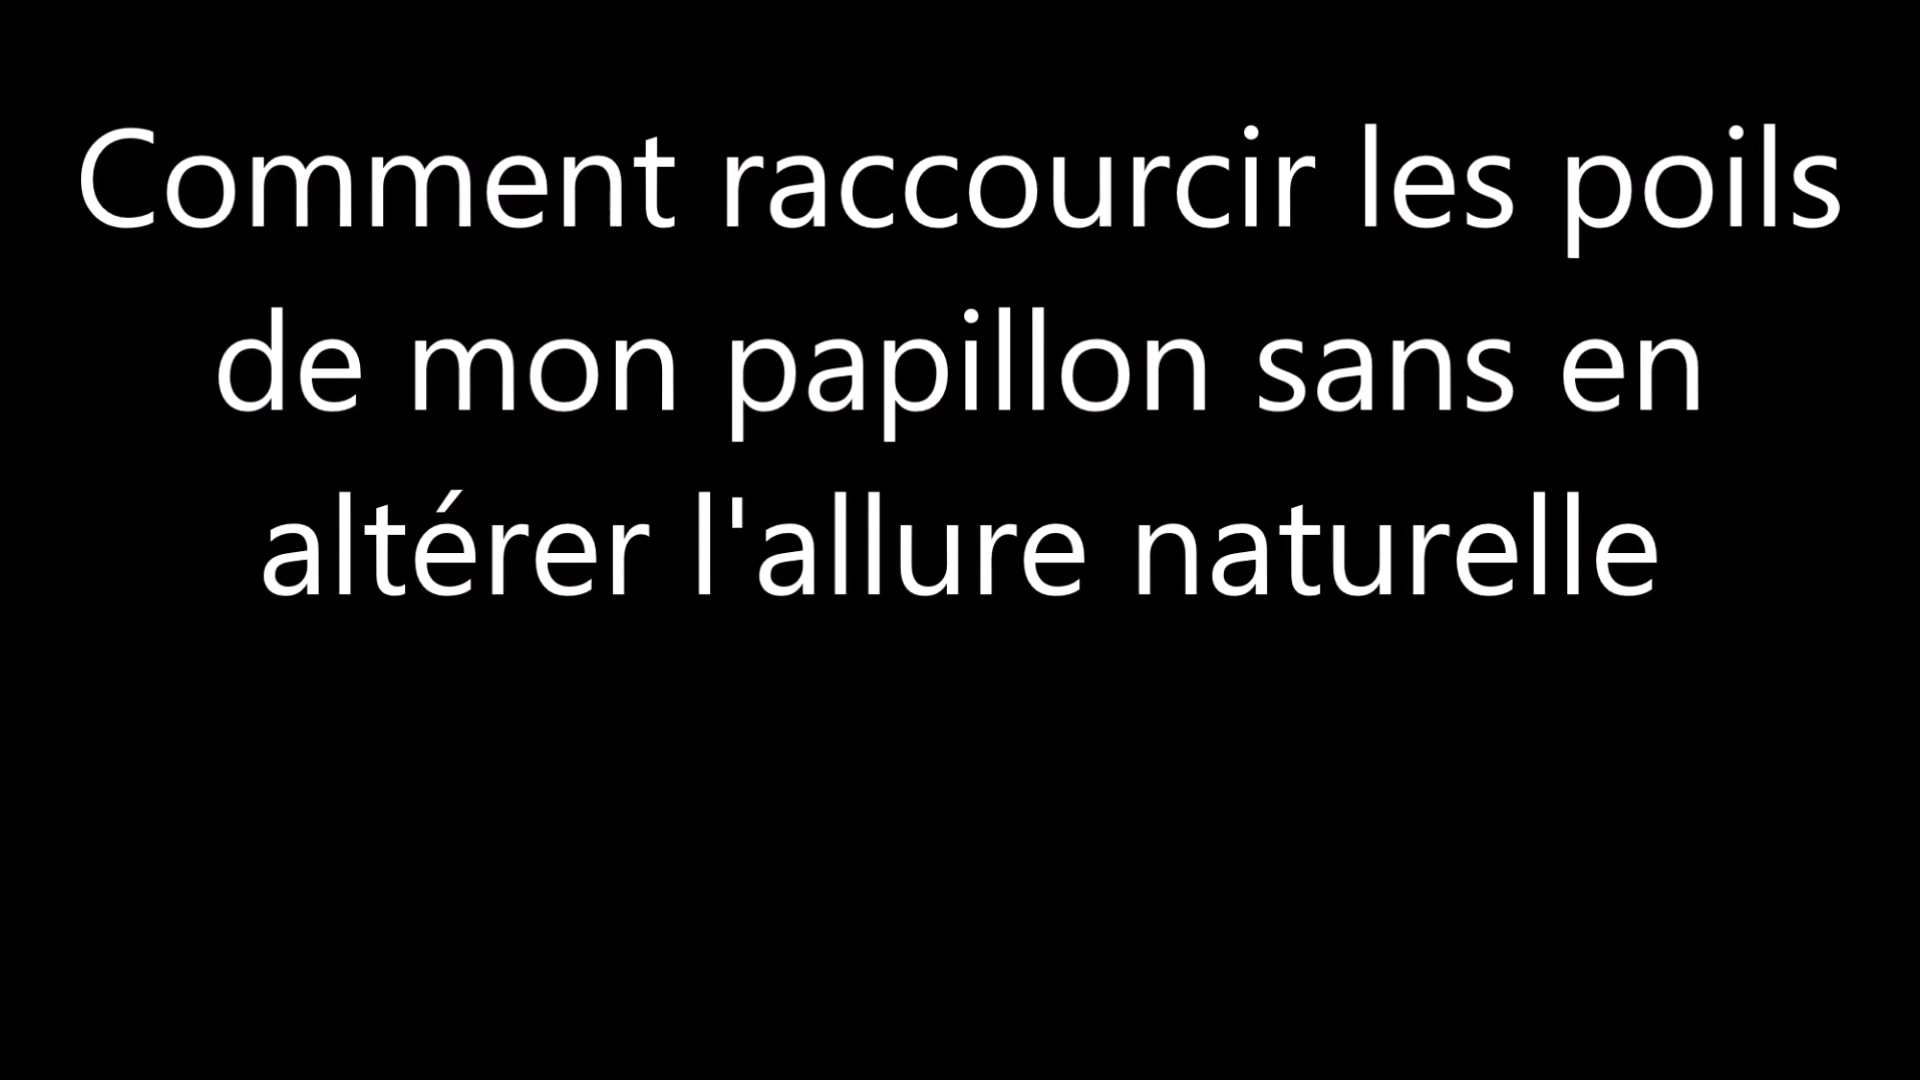 Comment raccourcir les poils
de mon papillon sans en
altérer l'allure naturelle